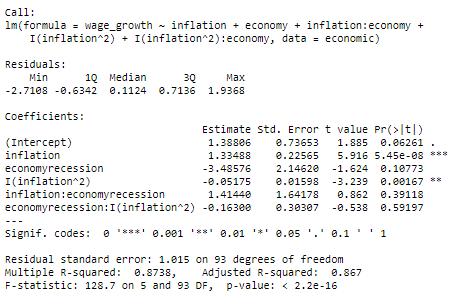 Call:
lm(formula = wage_growth ~ inflation + economy + inflation:economy +
    I(inflation^2) + I(inflation^2):economy, data = economic)

Residuals:
    Min      1Q  Median      3Q     Max
-2.7108 -0.6342  0.1124  0.7136  1.9368

Coefficients:
                                Estimate Std. Error t value Pr(>|t|)
(Intercept)                      1.38806    0.73653   1.885  0.06261 .
inflation                        1.33488    0.22565   5.916 5.45e-08 ***
economyrecession                -3.48576    2.14620  -1.624  0.10773
I(inflation^2)                  -0.05175    0.01598  -3.239  0.00167 **
inflation:economyrecession       1.41440    1.64178   0.862  0.39118
economyrecession:I(inflation^2) -0.16300    0.30307  -0.538  0.59197
---
Signif. codes:  0 '***' 0.001 '**' 0.01 '*' 0.05 '.' 0.1 ' ' 1

Residual standard error: 1.015 on 93 degrees of freedom
Multiple R-squared:  0.8738,    Adjusted R-squared:  0.867
F-statistic: 128.7 on 5 and 93 DF,  p-value: < 2.2e-16